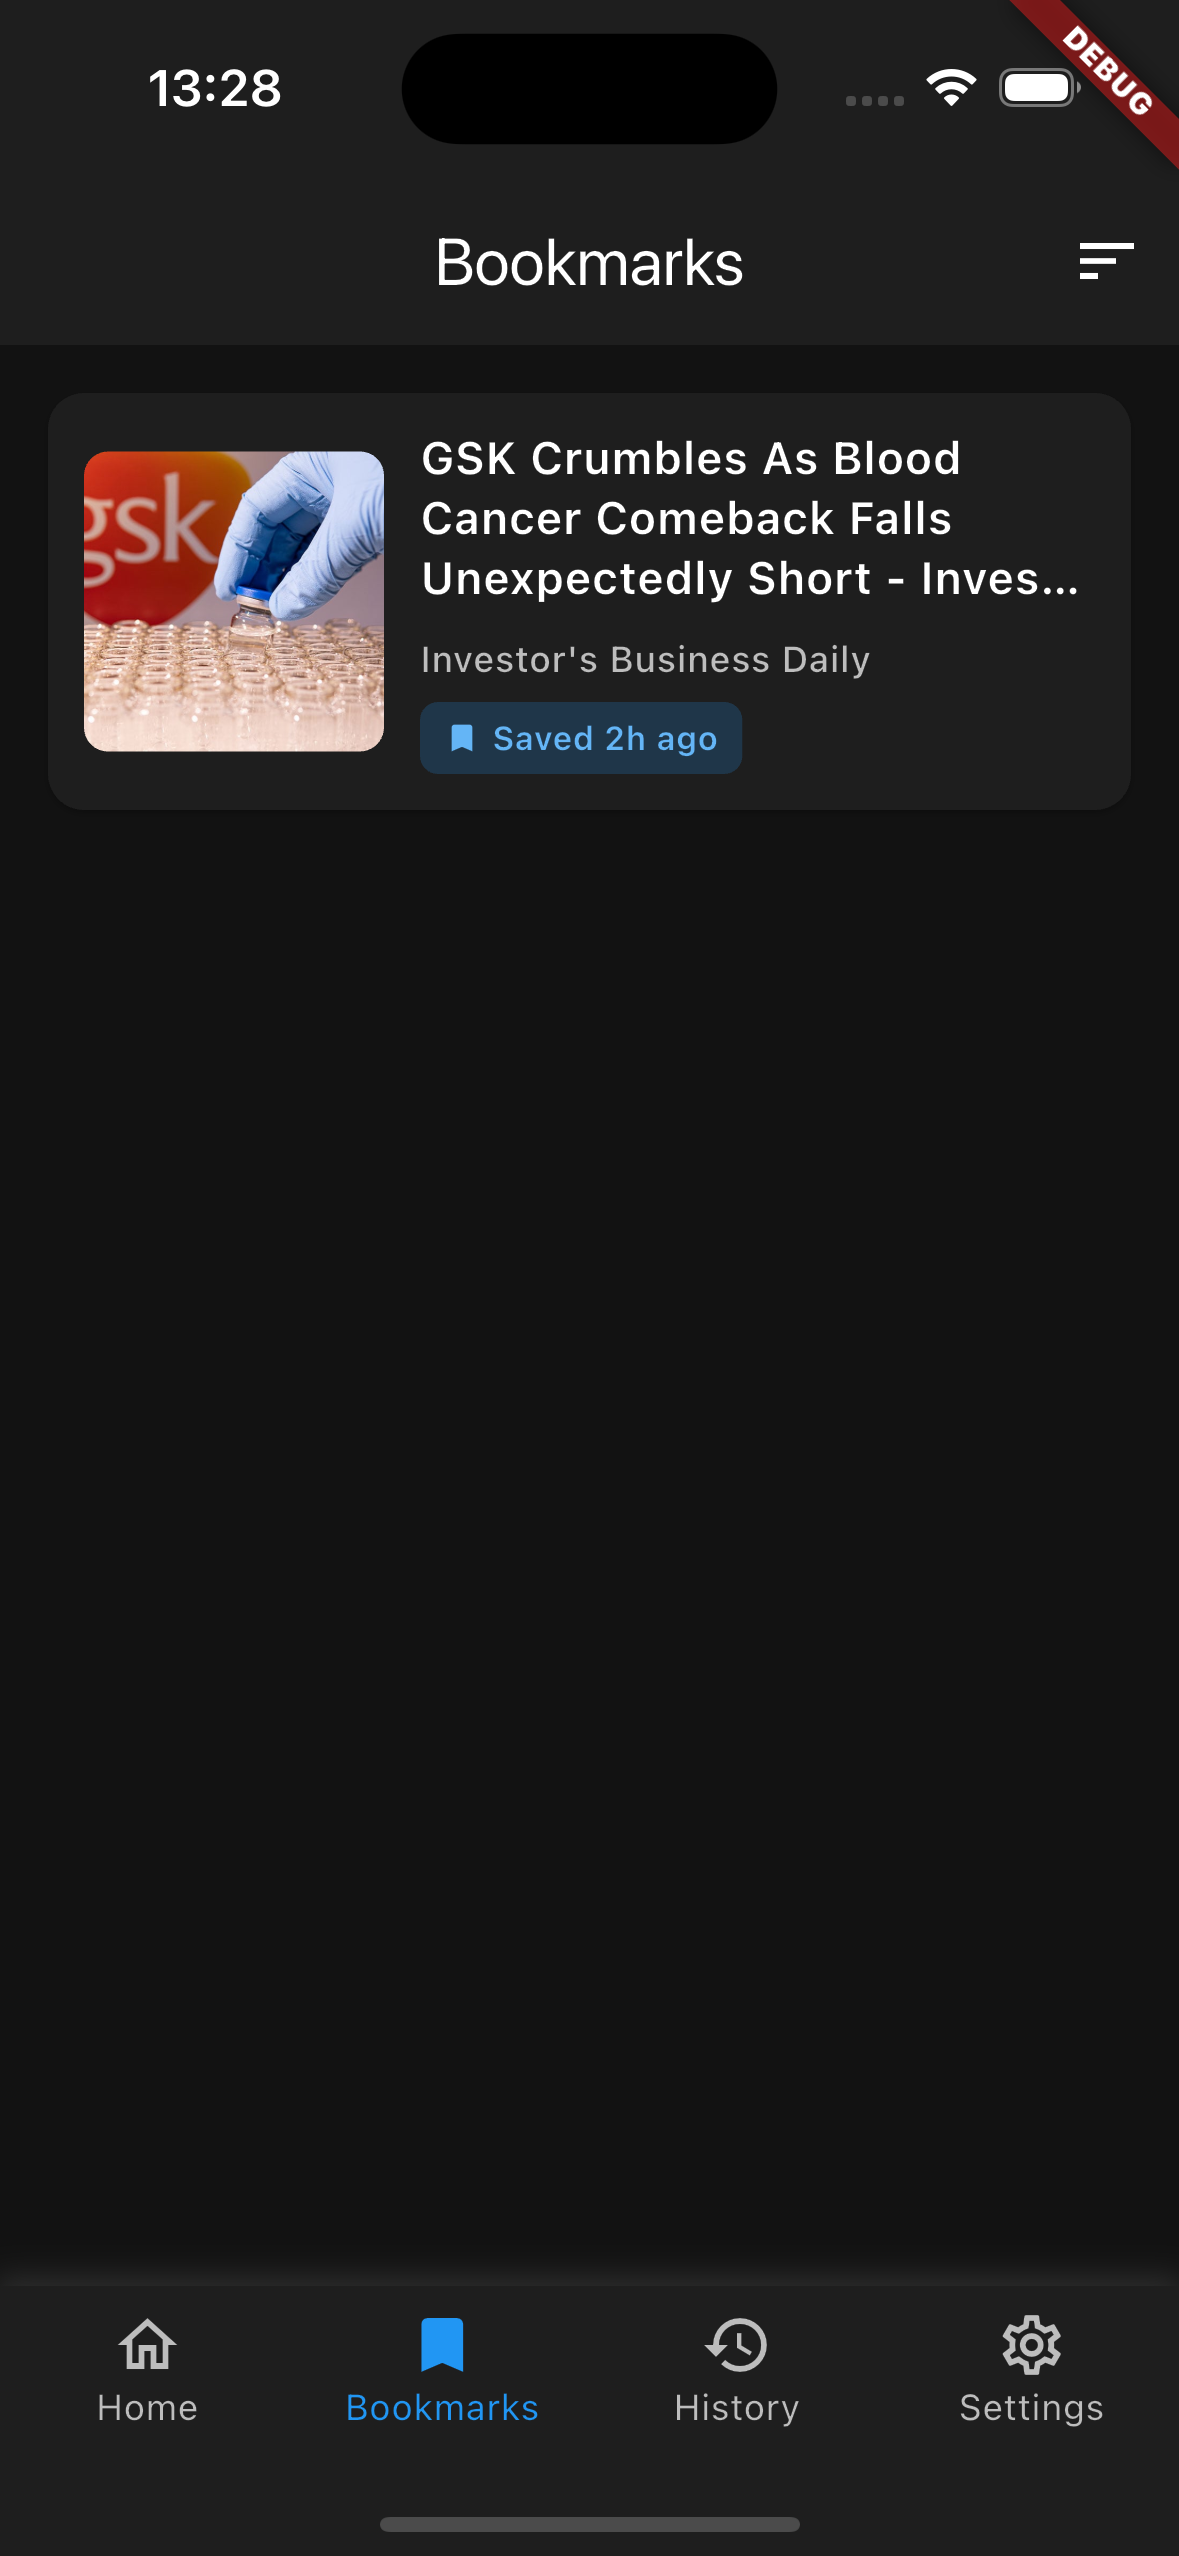 13:28
DEBUG
Bookmarks
gsk
GSK Crumbles As Blood
Cancer Comeback Falls
Unexpectedly Short - Inves...
Investor's Business Daily
Saved 2h ago
Home
Bookmarks
History
Settings